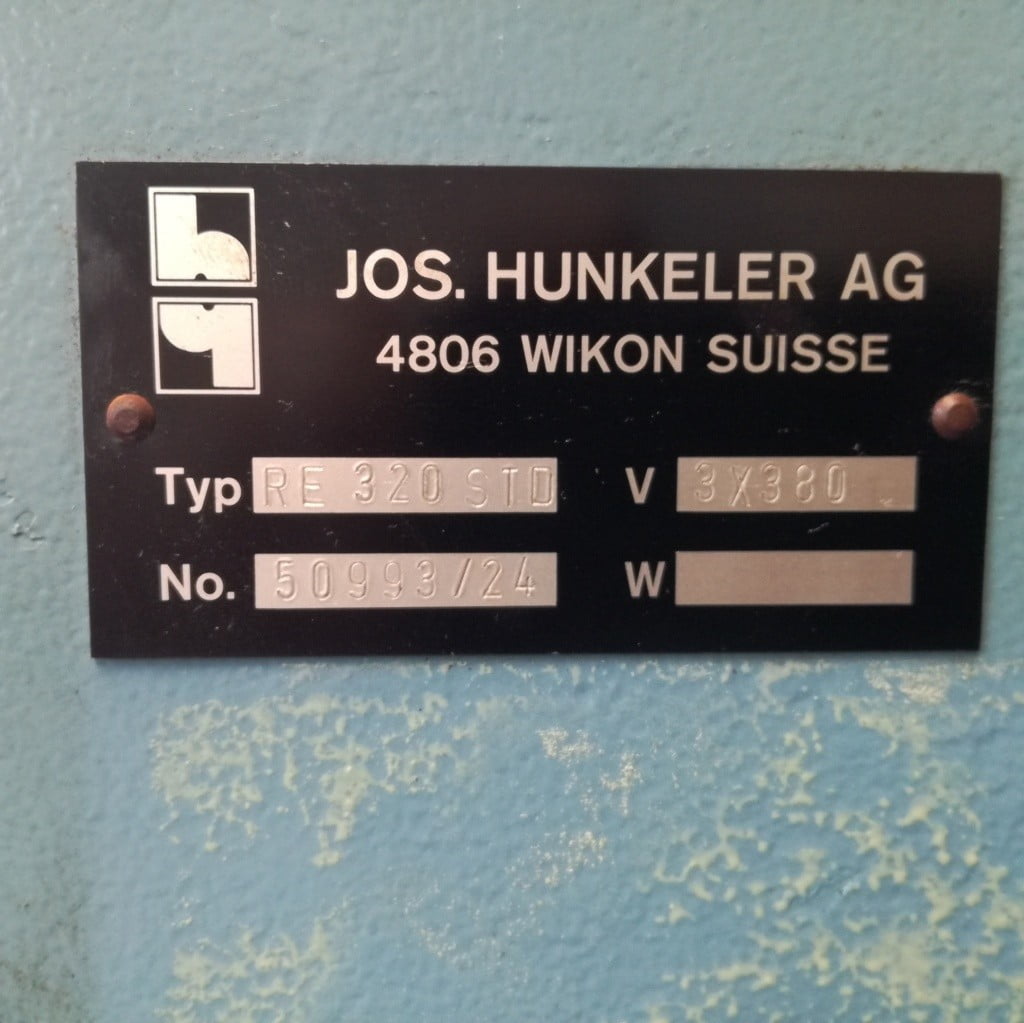 JOS. HUNKELER AG
4806 WIKON SUISSE
Typ RE 320 STD V 3X380
No. 50993/24 W